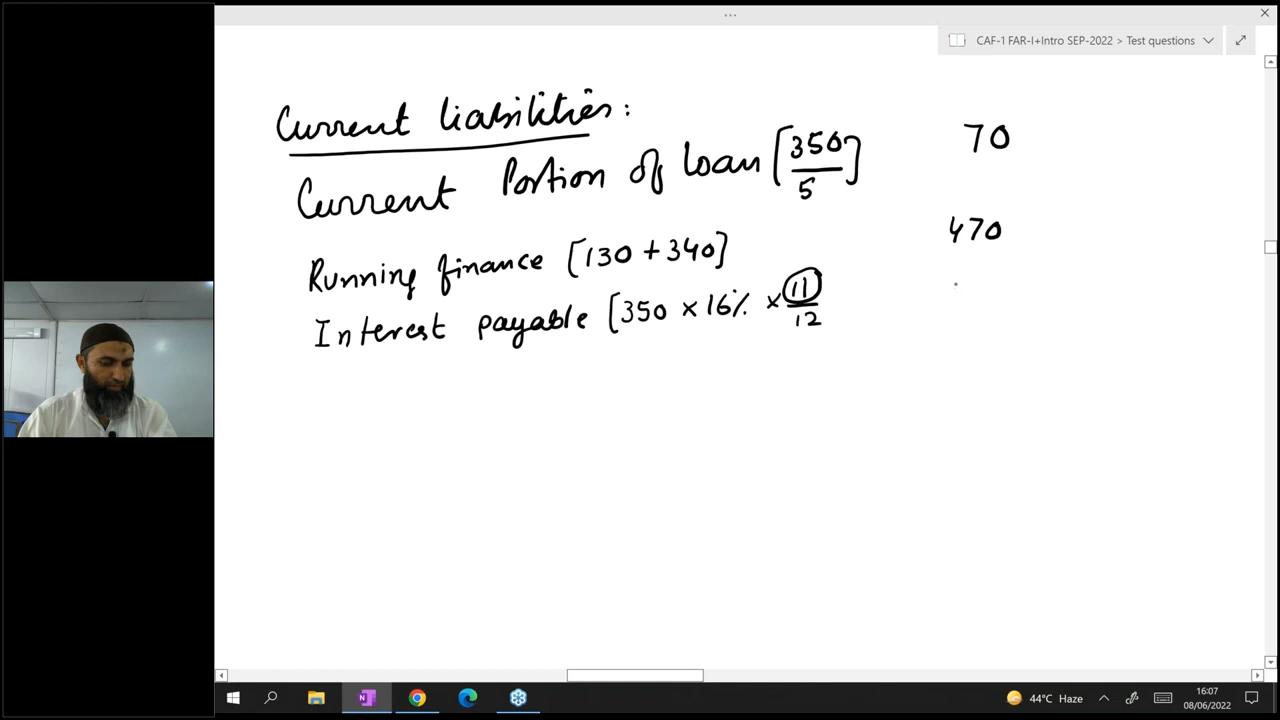 CAF-1 FAR-I+Intro SEP-2022 > Test questions
Current liabilities:
Current Portion of loan [350/5] 70
Running finance [130 + 340] 470
Interest payable [350 × 16% × 11/12
44°C Haze
16:07
08/06/2022